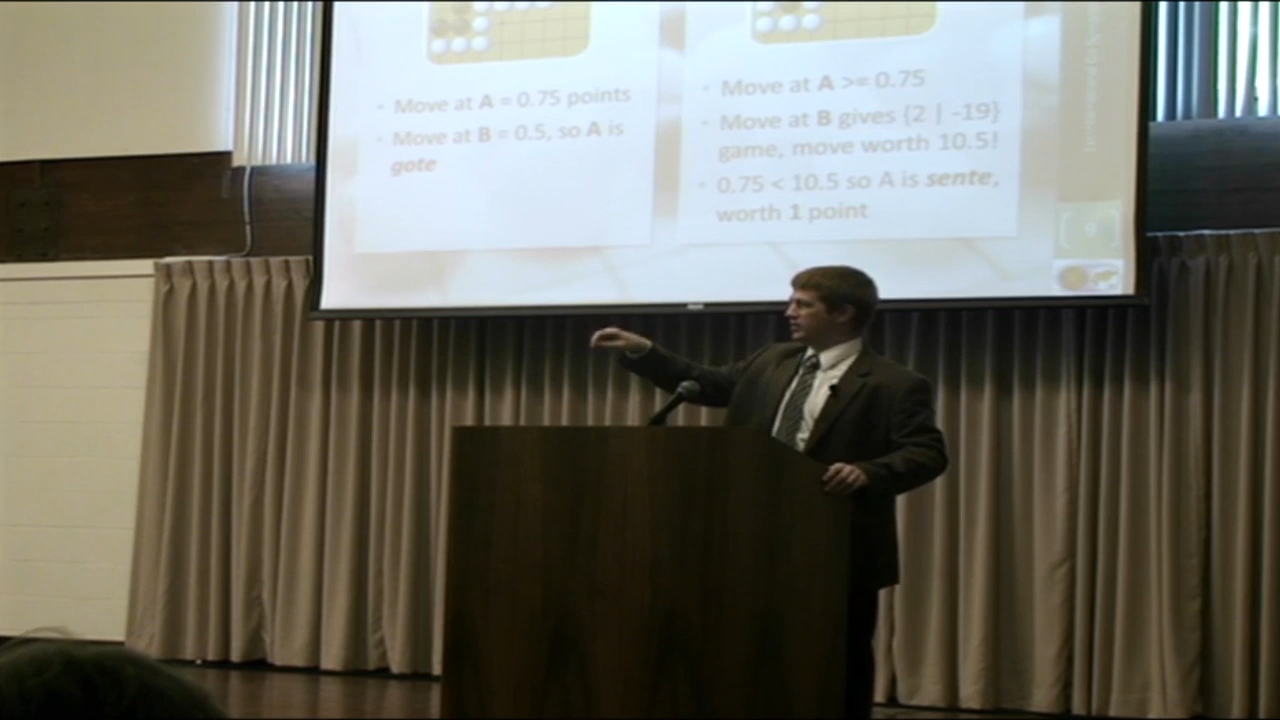 • Move at A = 0.75 points
• Move at B = 0.5, so A is
gote
• Move at A >= 0.75
• Move at B gives {2 | -19}
game, move worth 10.5!
• 0.75 < 10.5 so A is sente,
worth 1 point